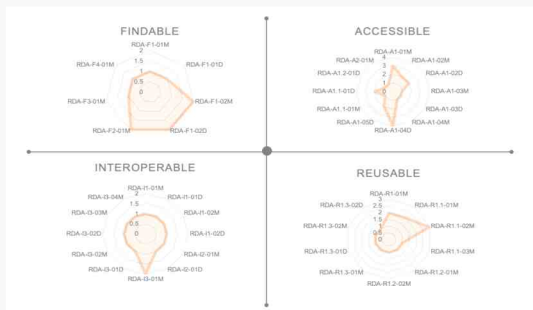 FINDABLE
RDA-F1-01M
RDA-F4-01M
RDA-F1-01D
RDA-F3-01M
RDA-F1-02M
RDA-F2-01M
RDA-F1-02D
2
1.5
1
0.5
0
ACCESSIBLE
RDA-A1-01M
RDA-A2-01M
RDA-A1-02M
RDA-A1.2-01D
RDA-A1-02D
RDA-A1.1-01D
RDA-A1-03M
RDA-A1.1-01M
RDA-A1-03D
RDA-A1-05D
RDA-A1-04M
RDA-A1-04D
4
3
2
1
0
INTEROPERABLE
RDA-I1-01M
RDA-I3-04M
RDA-I1-01D
RDA-I3-03M
RDA-I1-02M
RDA-I3-02D
RDA-I1-02D
RDA-I3-02M
RDA-I2-01M
RDA-I3-01D
RDA-I2-01D
RDA-I3-01M
2
1.5
1
0.5
0
REUSABLE
RDA-R1-01M
RDA-R1.3-02D
RDA-R1.1-01M
RDA-R1.3-02M
RDA-R1.1-02M
RDA-R1.3-01D
RDA-R1.1-03M
RDA-R1.3-01M
RDA-R1.2-01M
RDA-R1.2-02M
3
2.5
2
1.5
1
0.5
0